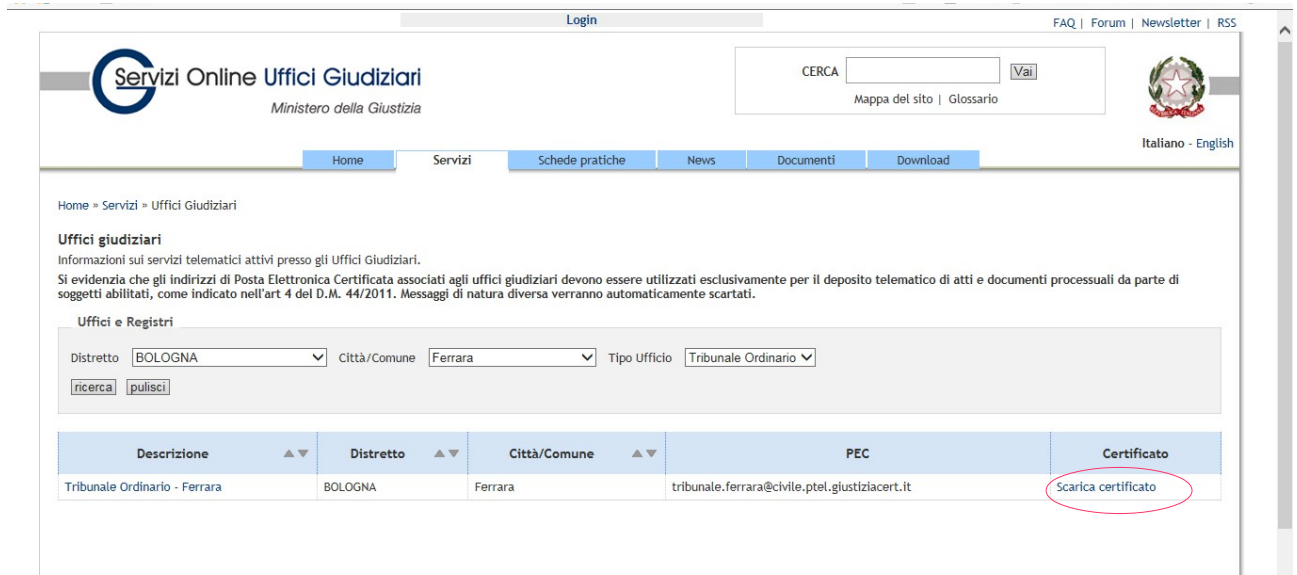 Login
FAQ | Forum | Newsletter | RSS
Servizi Online Uffici Giudiziari
Ministero della Giustizia
CERCA Vai
Mappa del sito | Glossario
Italiano - English
Home Servizi Schede pratiche News Documenti Download
Home » Servizi » Uffici Giudiziari
Uffici giudiziari
Informazioni sui servizi telematici attivi presso gli Uffici Giudiziari.
Si evidenzia che gli indirizzi di Posta Elettronica Certificata associati agli uffici giudiziari devono essere utilizzati esclusivamente per il deposito telematico di atti e documenti processuali da parte di
soggetti abilitati, come indicato nell'art 4 del D.M. 44/2011. Messaggi di natura diversa verranno automaticamente scartati.
Uffici e Registri
Distretto BOLOGNA Città/Comune Ferrara Tipo Ufficio Tribunale Ordinario
ricerca pulisci
Descrizione Distretto Città/Comune PEC Certificato
Tribunale Ordinario - Ferrara BOLOGNA Ferrara tribunale.ferrara@civile.ptel.giustiziacert.it Scarica certificato